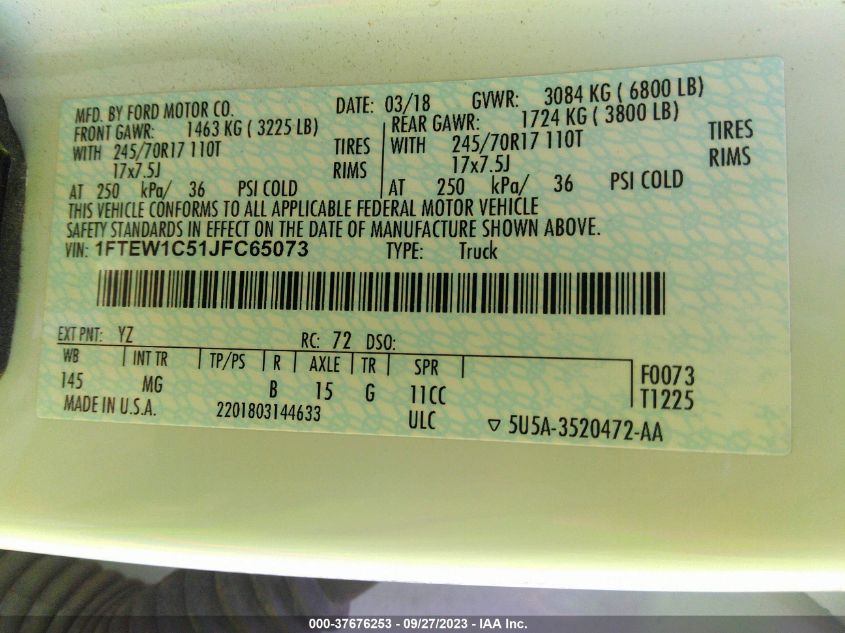 MFD. BY FORD MOTOR CO. DATE: 03/18 GVWR: 3084 KG ( 6800 LB)
FRONT GAWR: 1463 KG ( 3225 LB) REAR GAWR: 1724 KG ( 3800 LB)
WITH 245/70R17 110T TIRES WITH 245/70R17 110T TIRES
17x7.5J RIMS 17x7.5J RIMS
AT 250 kPa/ 36 PSI COLD AT 250 kPa/ 36 PSI COLD
THIS VEHICLE CONFORMS TO ALL APPLICABLE FEDERAL MOTOR VEHICLE
SAFETY STANDARDS IN EFFECT ON THE DATE OF MANUFACTURE SHOWN ABOVE.
VIN: 1FTEW1C51JFC65073 TYPE: Truck
EXT PNT: YZ RC: 72 DSO:
WB INT TR TP/PS R AXLE TR SPR
145 MG B 15 G 11CC F0073
T1225
MADE IN U.S.A. 2201803144633 ULC ▽ 5U5A-3520472-AA
000-37676253 - 09/27/2023 - IAA Inc.